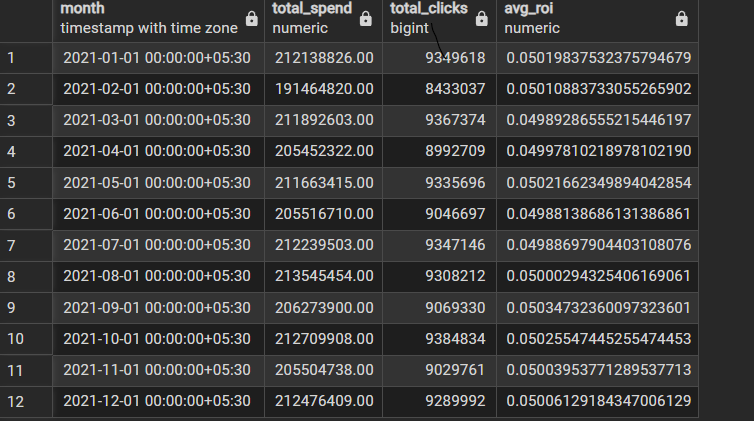 month total_spend total_clicks avg_roi
timestamp with time zone numeric bigint numeric
1 2021-01-01 00:00:00+05:30 212138826.00 9349618 0.05019837532375794679
2 2021-02-01 00:00:00+05:30 191464820.00 8433037 0.05010883733055265902
3 2021-03-01 00:00:00+05:30 211892603.00 9367374 0.04989286555215446197
4 2021-04-01 00:00:00+05:30 205452322.00 8992709 0.04997810218978102190
5 2021-05-01 00:00:00+05:30 211663415.00 9335696 0.05021662349894042854
6 2021-06-01 00:00:00+05:30 205516710.00 9046697 0.04988138686131386861
7 2021-07-01 00:00:00+05:30 212239503.00 9347146 0.04988697904403108076
8 2021-08-01 00:00:00+05:30 213545454.00 9308212 0.05000294325406169061
9 2021-09-01 00:00:00+05:30 206273900.00 9069330 0.05034732360097323601
10 2021-10-01 00:00:00+05:30 212709908.00 9384834 0.05025547445255474453
11 2021-11-01 00:00:00+05:30 205504738.00 9029761 0.05003953771289537713
12 2021-12-01 00:00:00+05:30 212476409.00 9289992 0.05006129184347006129